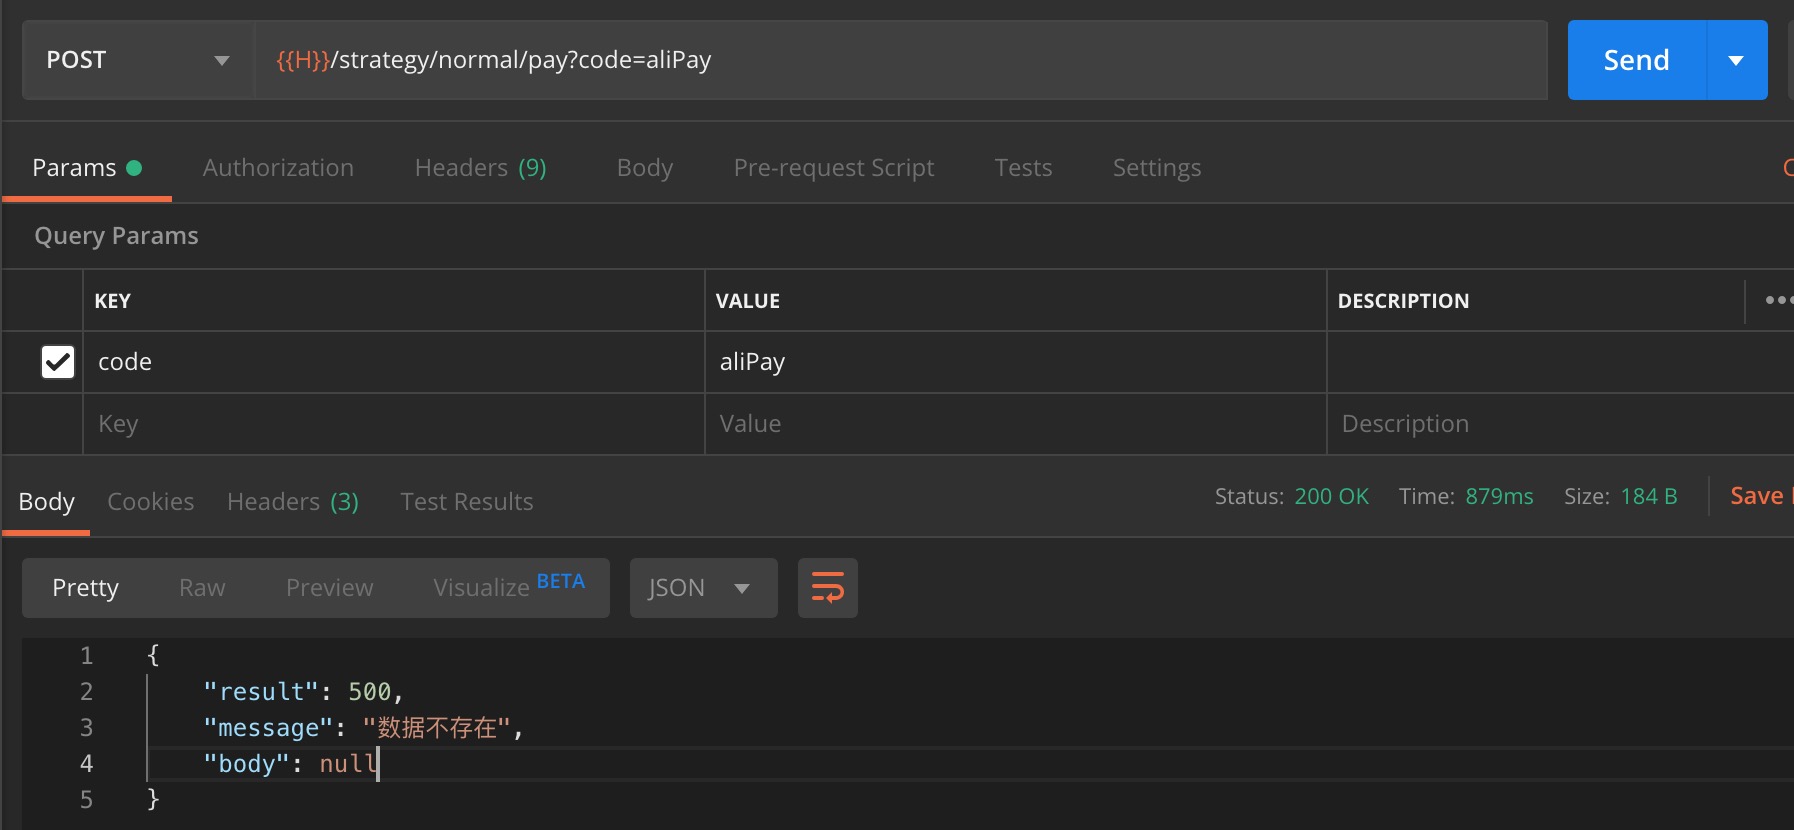 POST {{H}}/strategy/normal/pay?code=aliPay Send
Params Authorization Headers (9) Body Pre-request Script Tests Settings
Query Params
KEY VALUE DESCRIPTION
code aliPay
Key Value Description
Body Cookies Headers (3) Test Results Status: 200 OK Time: 879ms Size: 184 B Save
Pretty Raw Preview Visualize BETA JSON
1 {
2 "result": 500,
3 "message": "数据不存在",
4 "body": null
5 }